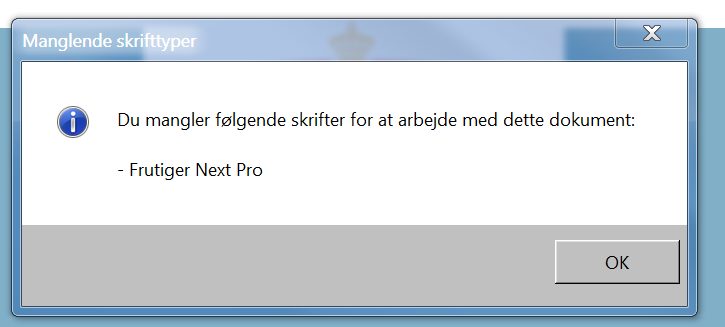 Manglende skrifttyper
Du mangler følgende skrifter for at arbejde med dette dokument:
- Frutiger Next Pro
OK